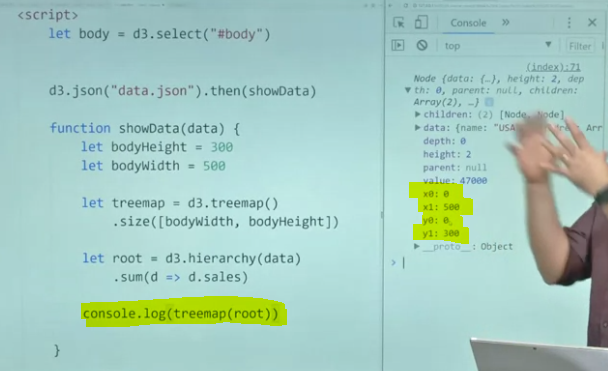 <script>
let body = d3.select("#body")
d3.json("data.json").then(showData)
function showData(data) {
let bodyHeight = 300
let bodyWidth = 500
let treemap = d3.treemap()
.size([bodyWidth, bodyHeight])
let root = d3.hierarchy(data)
.sum(d => d.sales)
console.log(treemap(root))
}
Console »
top Filter
(index):71
Node {data: {…}, height: 2, dep
th: 0, parent: null, children:
Array(2), …}
children: (2) [Node, Node]
data: {name: "USA Arr
depth: 0
height: 2
parent: null
value: 47000
x0: 0
x1: 500
y0: 0
y1: 300
__proto__: Object
>